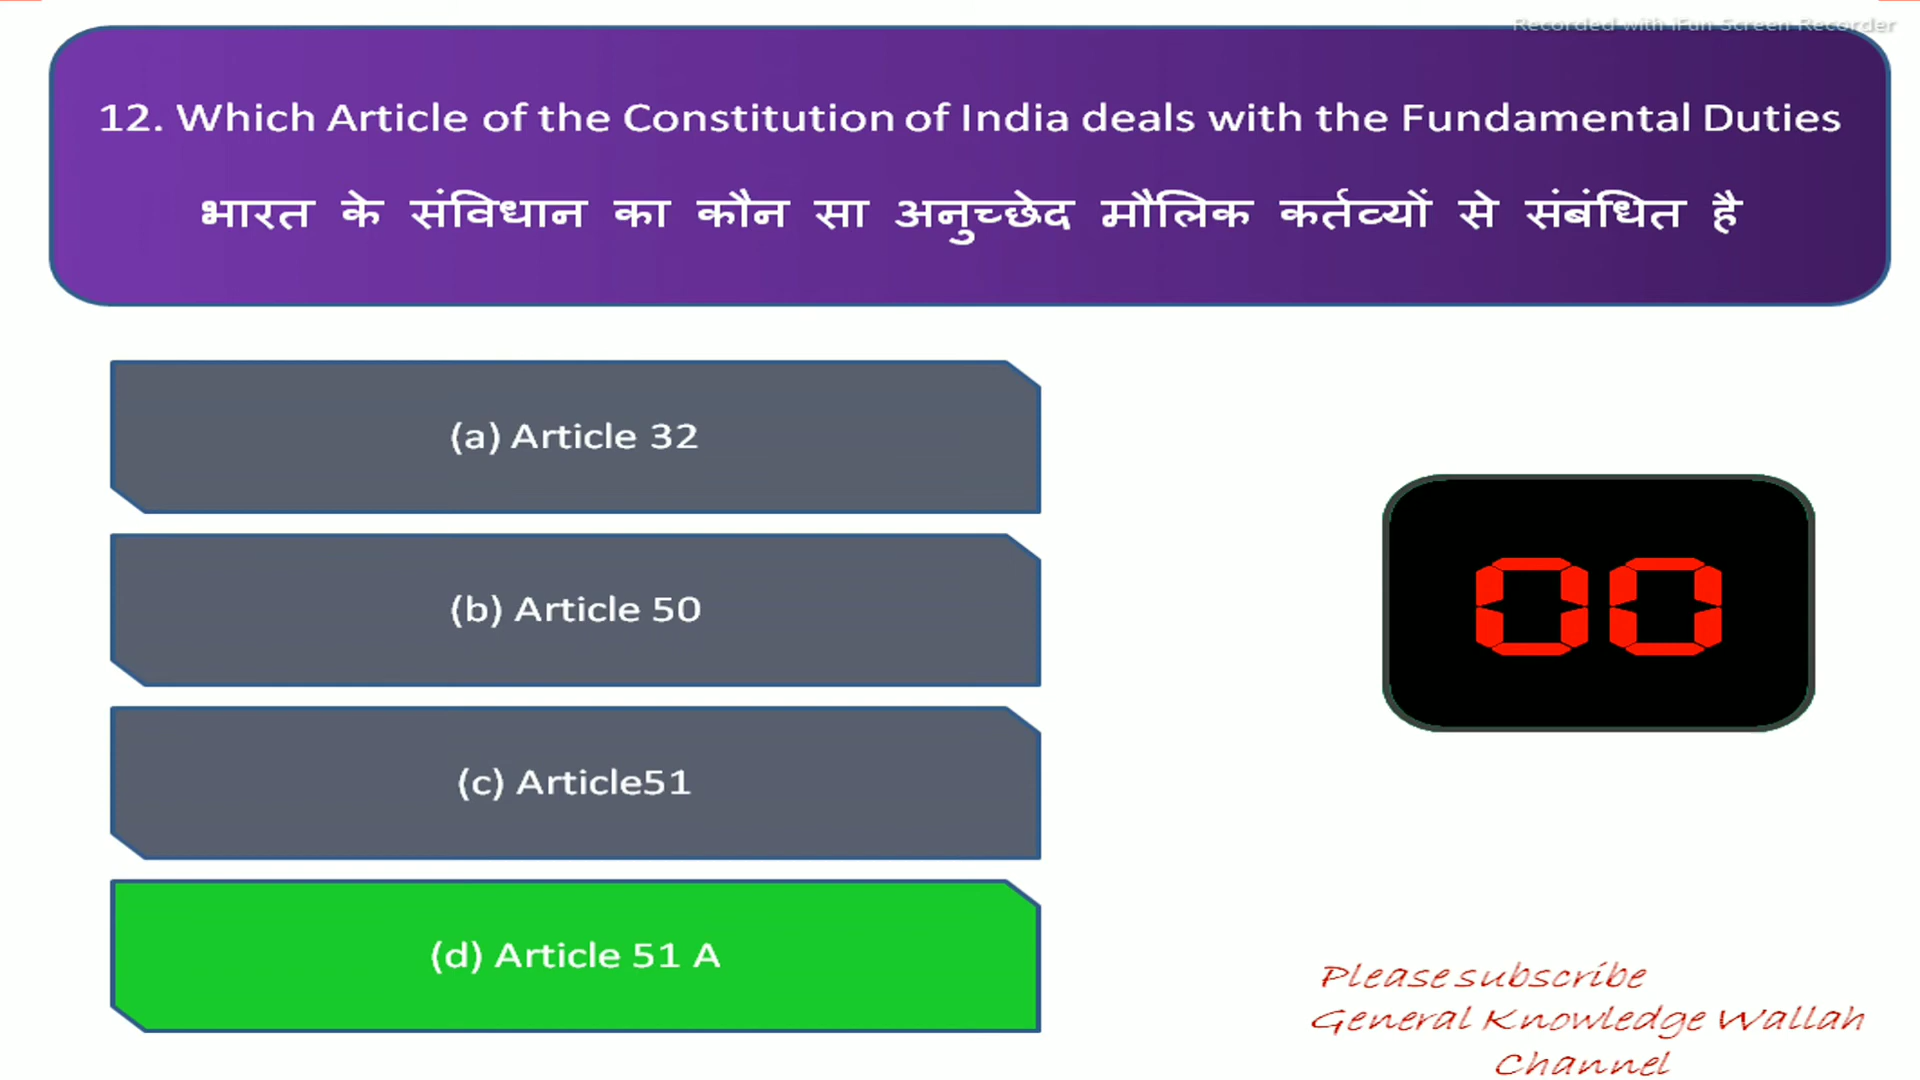 Recorded with iFun Screen Recorder
12. Which Article of the Constitution of India deals with the Fundamental Duties
भारत के संविधान का कौन सा अनुच्छेद मौलिक कर्तव्यों से संबंधित है
(a) Article 32
(b) Article 50
(c) Article51
(d) Article 51 A
00
Please subscribe
General Knowledge Wallah
Channel